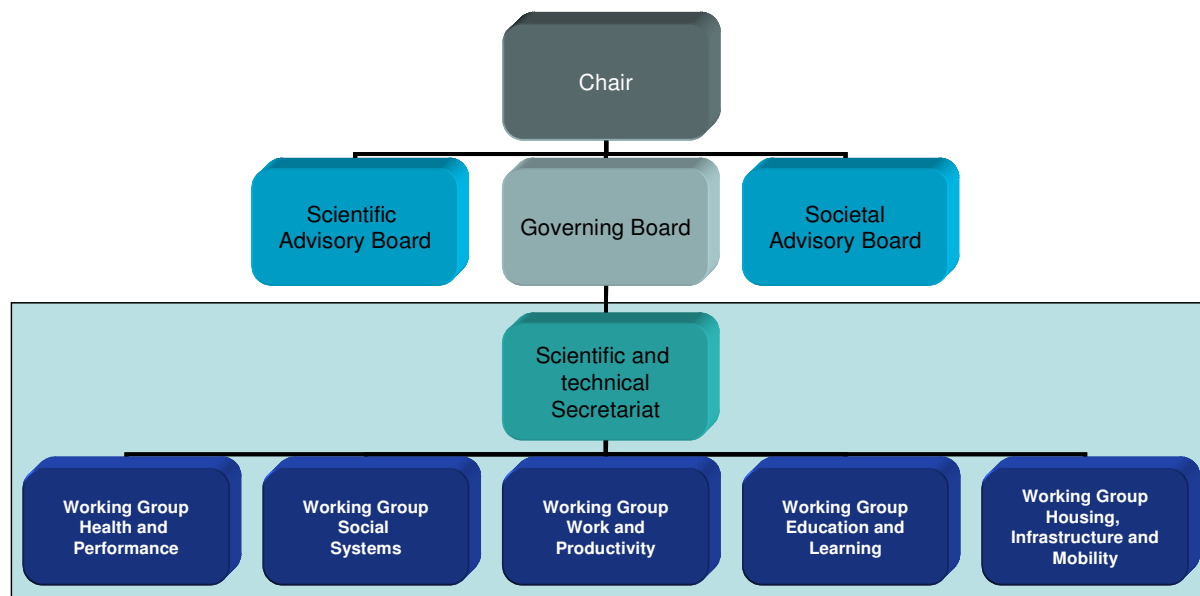 Chair
Scientific
Advisory Board
Governing Board
Societal
Advisory Board
Scientific and
technical
Secretariat
Working Group
Health and
Performance
Working Group
Social
Systems
Working Group
Work and
Productivity
Working Group
Education and
Learning
Working Group
Housing,
Infrastructure and
Mobility